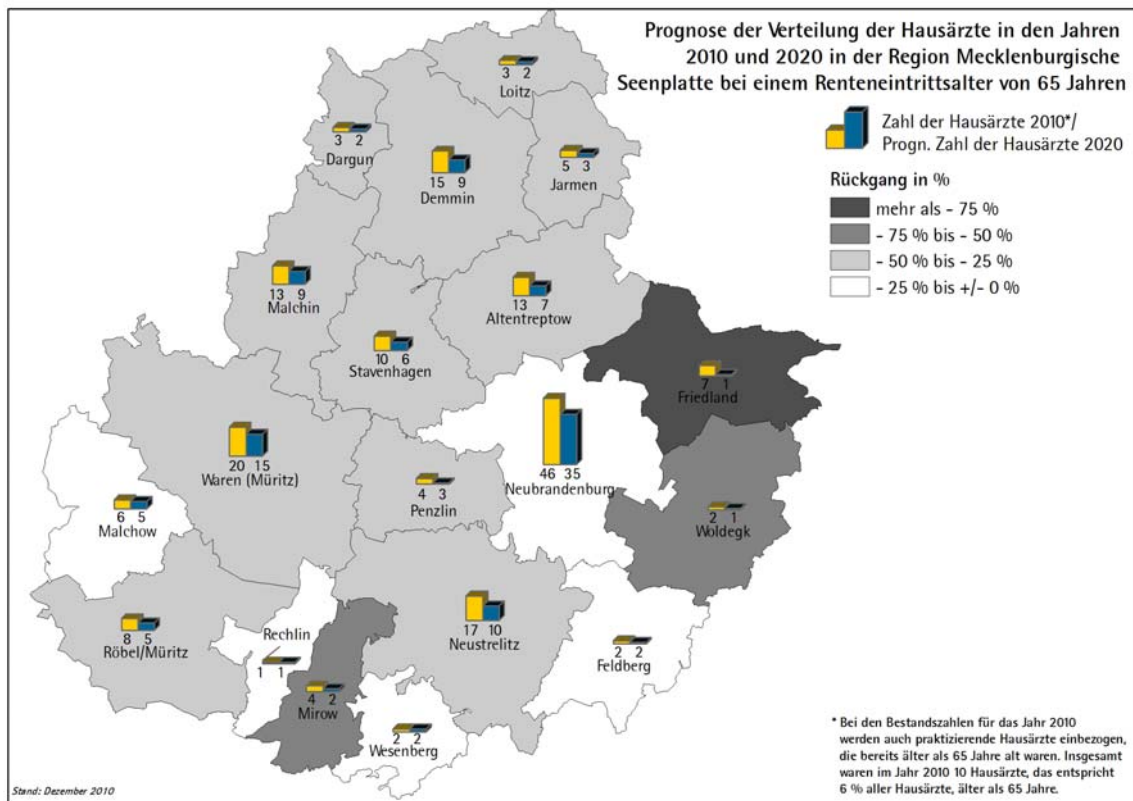 Prognose der Verteilung der Hausärzte in den Jahren
2010 und 2020 in der Region Mecklenburgische
Seenplatte bei einem Renteneintrittsalter von 65 Jahren
Zahl der Hausärzte 2010*/
Progn. Zahl der Hausärzte 2020
Rückgang in %
mehr als - 75 %
- 75 % bis - 50 %
- 50 % bis - 25 %
- 25 % bis +/- 0 %
3 2
Loitz
3 2
Dargun
15 9
Demmin
5 3
Jarmen
13 9
Malchin
13 7
Altentreptow
10 6
Stavenhagen
7 1
Friedland
20 15
Waren (Müritz)
46 35
Neubrandenburg
4 3
Penzlin
6 5
Malchow
2 1
Woldegk
8 5
Röbel/Müritz
Rechlin
1 1
17 10
Neustrelitz
2 2
Feldberg
4 2
Mirow
2 2
Wesenberg
* Bei den Bestandszahlen für das Jahr 2010
werden auch praktizierende Hausärzte einbezogen,
die bereits älter als 65 Jahre alt waren. Insgesamt
waren im Jahr 2010 10 Hausärzte, das entspricht
6 % aller Hausärzte, älter als 65 Jahre.
Stand: Dezember 2010